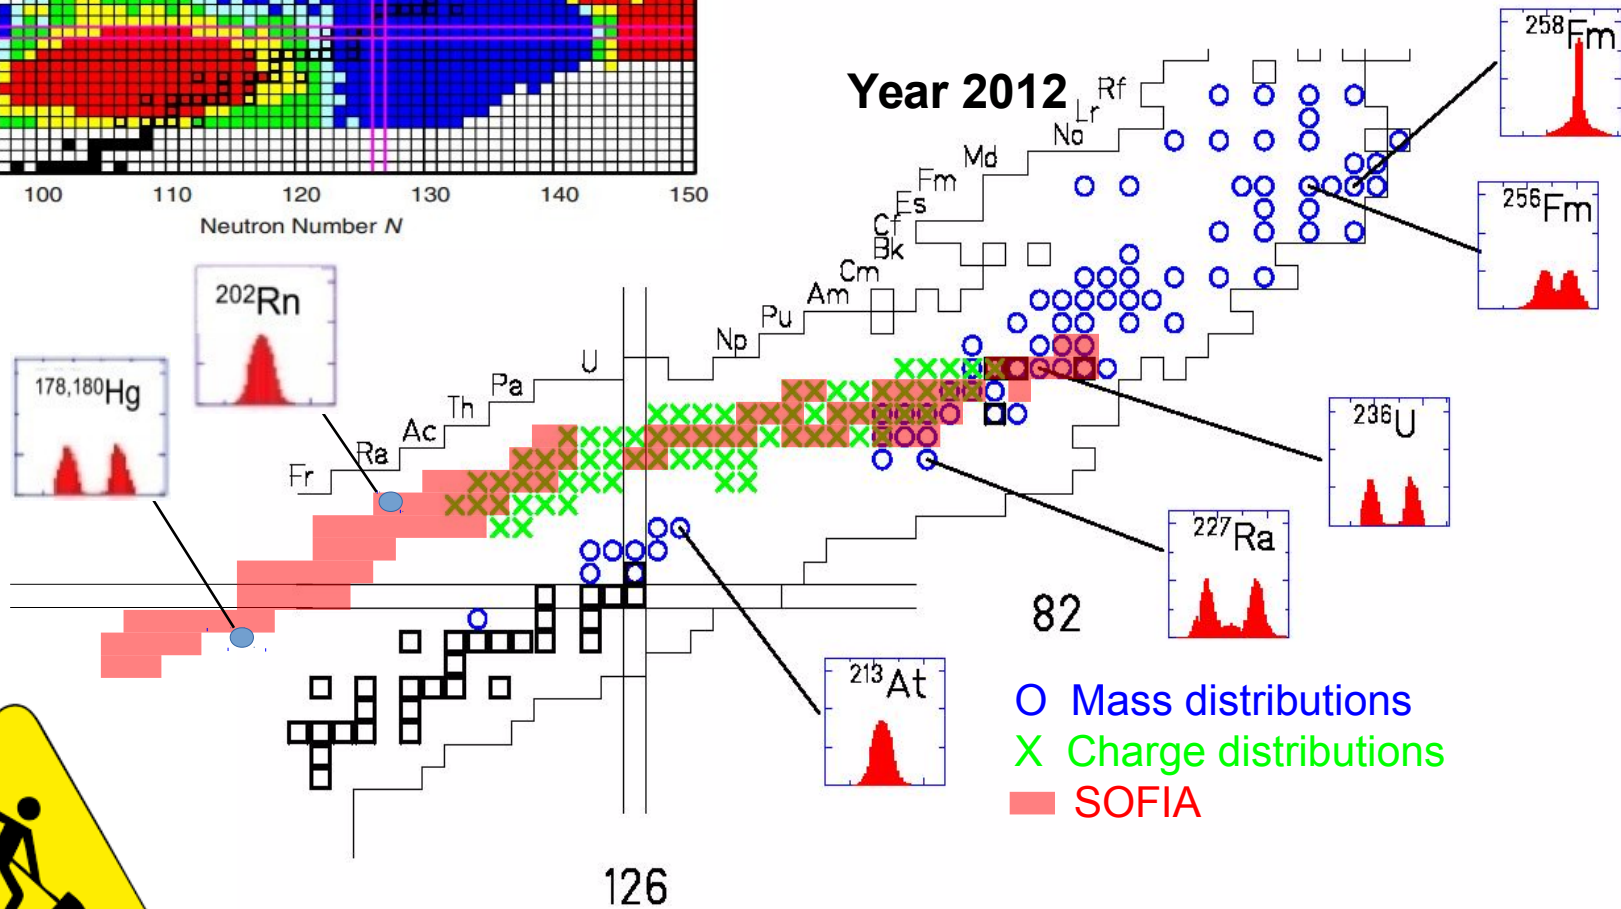 100 110 120 130 140 150
Neutron Number N
Year 2012
Rf
Lr
No
Md
Fm
Es
Cf
Bk
Cm
Am
Pu
Np
U
Pa
Th
Ac
Ra
Fr
258Fm
256Fm
202Rn
178,180Hg
236U
227Ra
213At
82
126
O Mass distributions
X Charge distributions
SOFIA